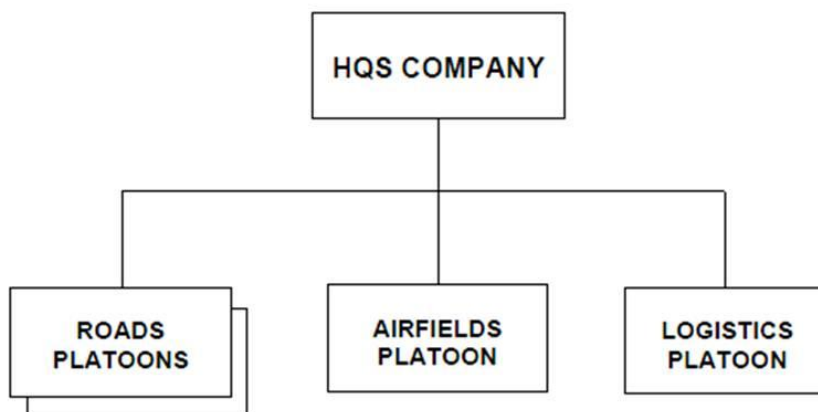 HQS COMPANY
ROADS
PLATOONS
AIRFIELDS
PLATOON
LOGISTICS
PLATOON